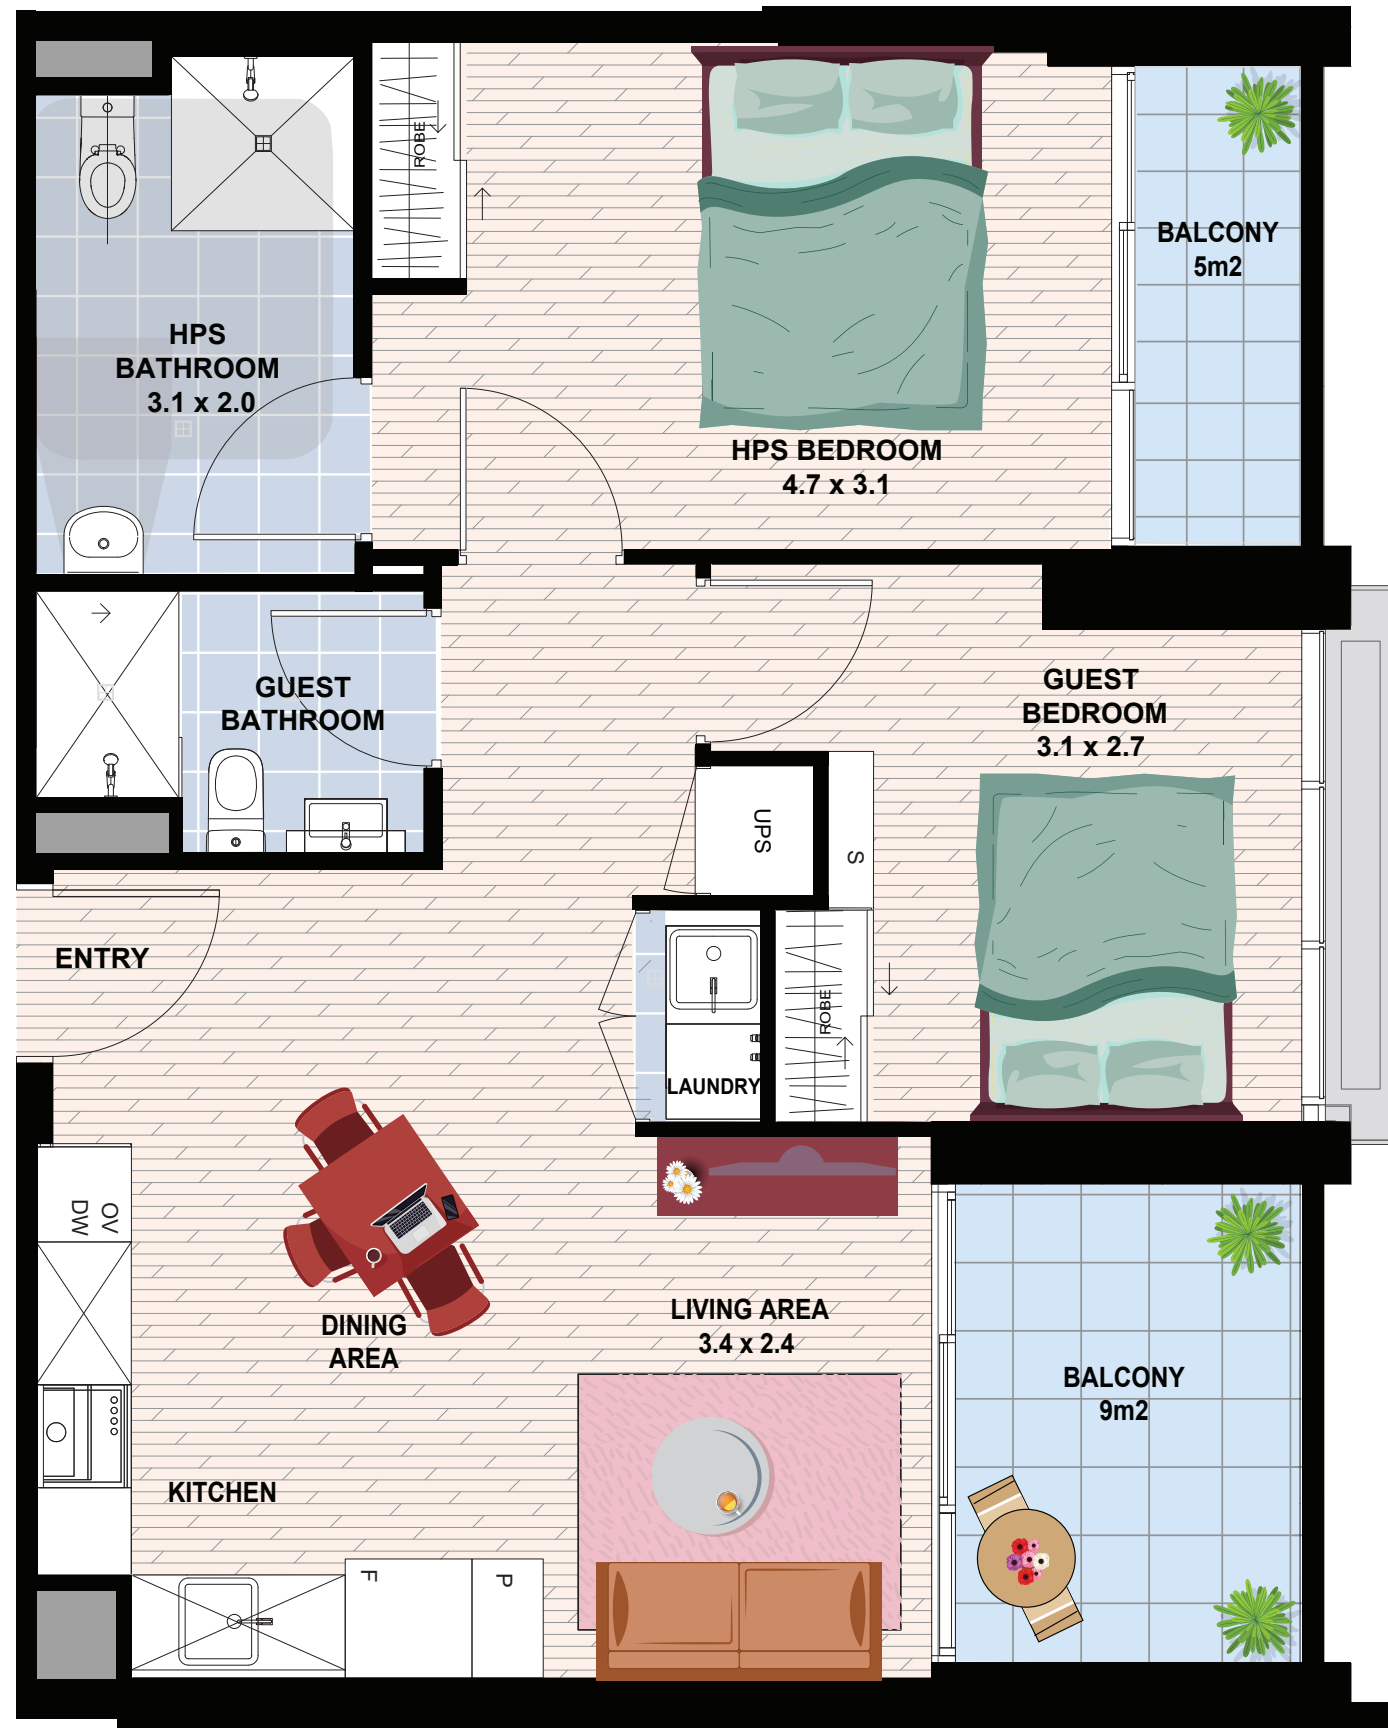 ROBE
BALCONY
5m2
HPS
BATHROOM
3.1 x 2.0
HPS BEDROOM
4.7 x 3.1
GUEST
BATHROOM
GUEST
BEDROOM
3.1 x 2.7
UPS
S
ENTRY
ROBE
LAUNDRY
OV
DW
DINING
AREA
LIVING AREA
3.4 x 2.4
BALCONY
9m2
KITCHEN
F
P